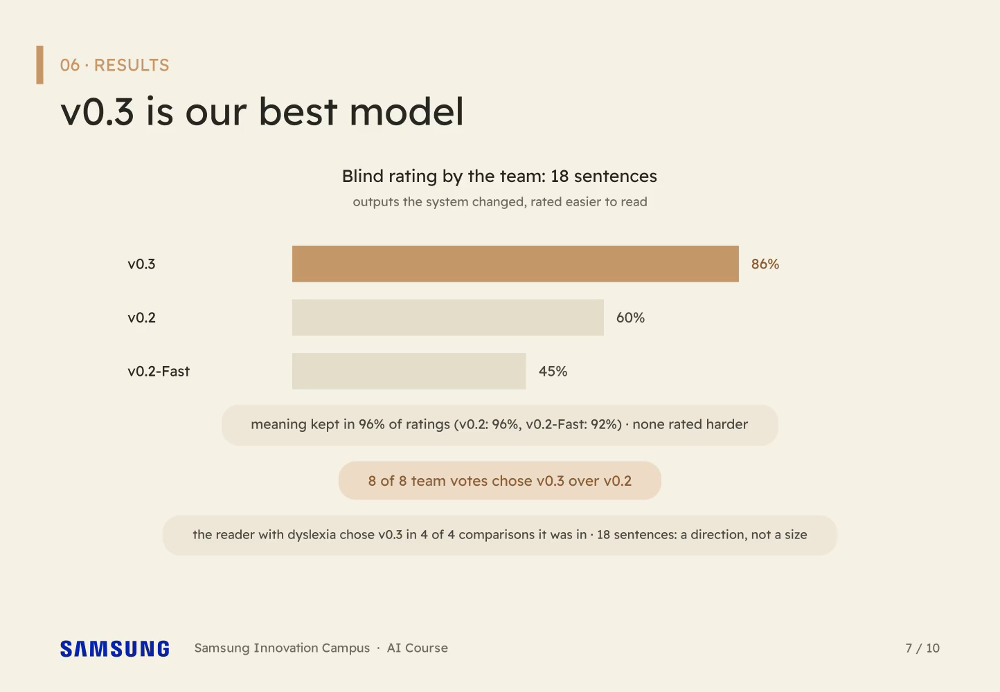 06 · RESULTS
v0.3 is our best model
Blind rating by the team: 18 sentences
outputs the system changed, rated easier to read
v0.3 86%
v0.2 60%
v0.2-Fast 45%
meaning kept in 96% of ratings (v0.2: 96%, v0.2-Fast: 92%) · none rated harder
8 of 8 team votes chose v0.3 over v0.2
the reader with dyslexia chose v0.3 in 4 of 4 comparisons it was in · 18 sentences: a direction, not a size
SAMSUNG Samsung Innovation Campus · AI Course 7 / 10